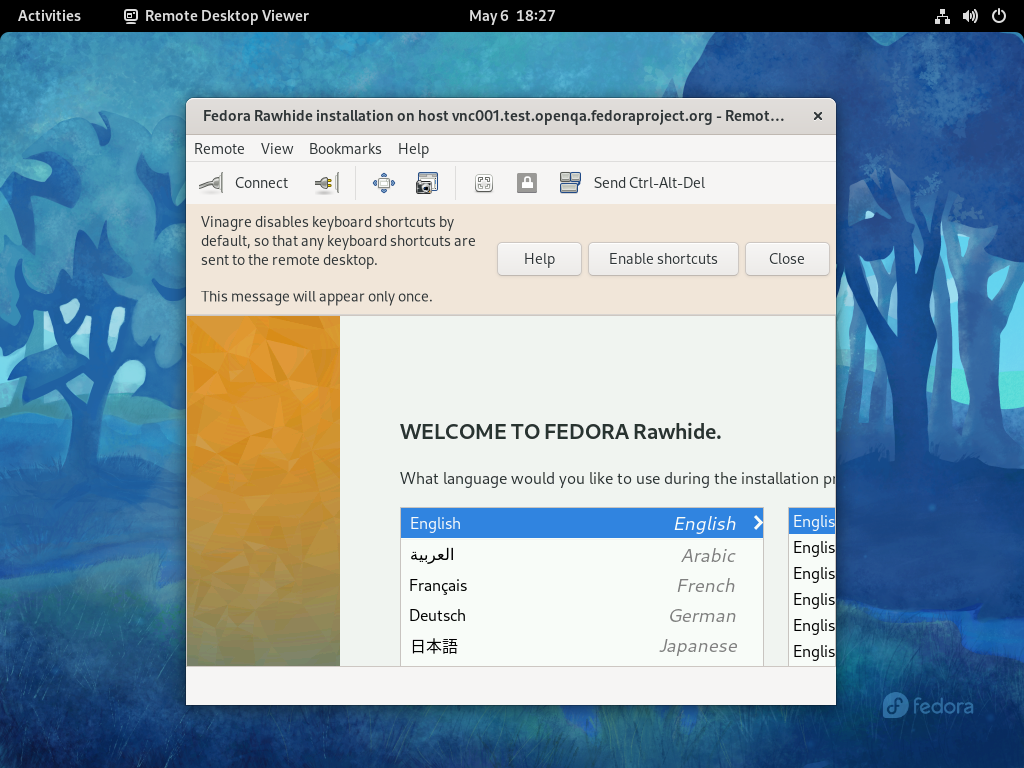 Activities
Remote Desktop Viewer
May 6 18:27
Fedora Rawhide installation on host vnc001.test.openqa.fedoraproject.org - Remot…
Remote View Bookmarks Help
Connect
Send Ctrl-Alt-Del
Vinagre disables keyboard shortcuts by
default, so that any keyboard shortcuts are
sent to the remote desktop.
This message will appear only once.
Help
Enable shortcuts
Close
WELCOME TO FEDORA Rawhide.
What language would you like to use during the installation pr
English English
العربية Arabic
Français French
Deutsch German
日本語 Japanese
Englis
Englis
Englis
Englis
Englis
Englis
fedora